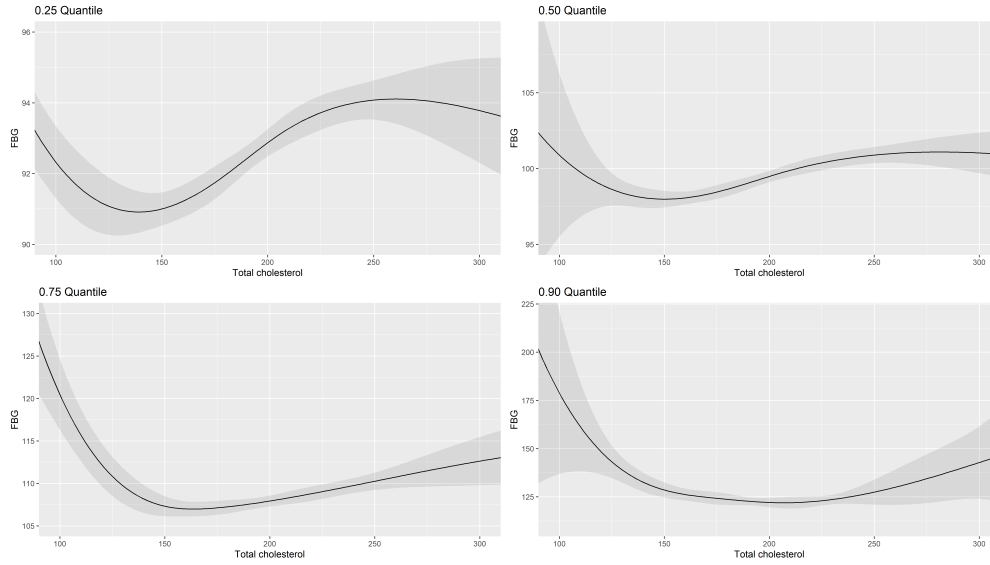 0.25 Quantile
96
94
92
90
FBG
100 150 200 250 300
Total cholesterol
0.50 Quantile
105
100
95
FBG
100 150 200 250 300
Total cholesterol
0.75 Quantile
130
125
120
115
110
105
FBG
100 150 200 250 300
Total cholesterol
0.90 Quantile
225
200
175
150
125
FBG
100 150 200 250 300
Total cholesterol